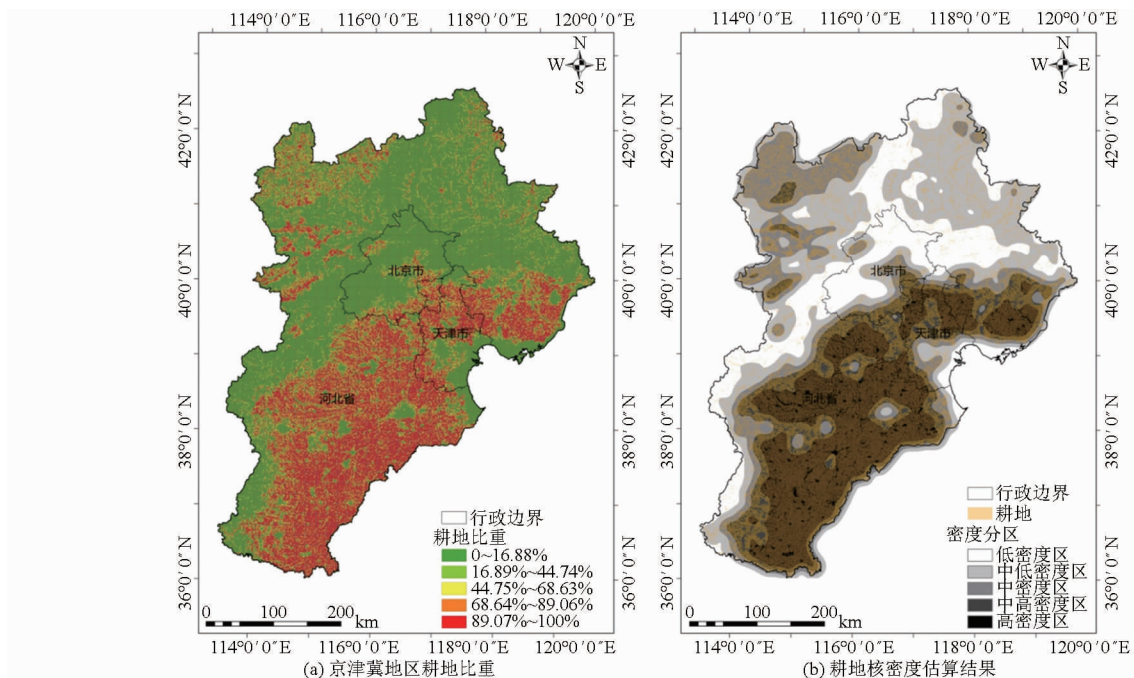 114°0′0″E 116°0′0″E 118°0′0″E 120°0′0″E
N
W E
S
42°0′0″N
40°0′0″N
38°0′0″N
36°0′0″N
42°0′0″N
40°0′0″N
38°0′0″N
36°0′0″N
北京市
天津市
河北省
行政边界
耕地比重
0~16.88%
16.89%~44.74%
44.75%~68.63%
68.64%~89.06%
89.07%~100%
0 100 200
km
114°0′0″E 116°0′0″E 118°0′0″E 120°0′0″E
(a) 京津冀地区耕地比重
114°0′0″E 116°0′0″E 118°0′0″E 120°0′0″E
N
W E
S
42°0′0″N
40°0′0″N
38°0′0″N
36°0′0″N
42°0′0″N
40°0′0″N
38°0′0″N
36°0′0″N
北京市
天津市
河北省
行政边界
耕地
密度分区
低密度区
中低密度区
中密度区
中高密度区
高密度区
0 100 200
km
114°0′0″E 116°0′0″E 118°0′0″E 120°0′0″E
(b) 耕地核密度估算结果